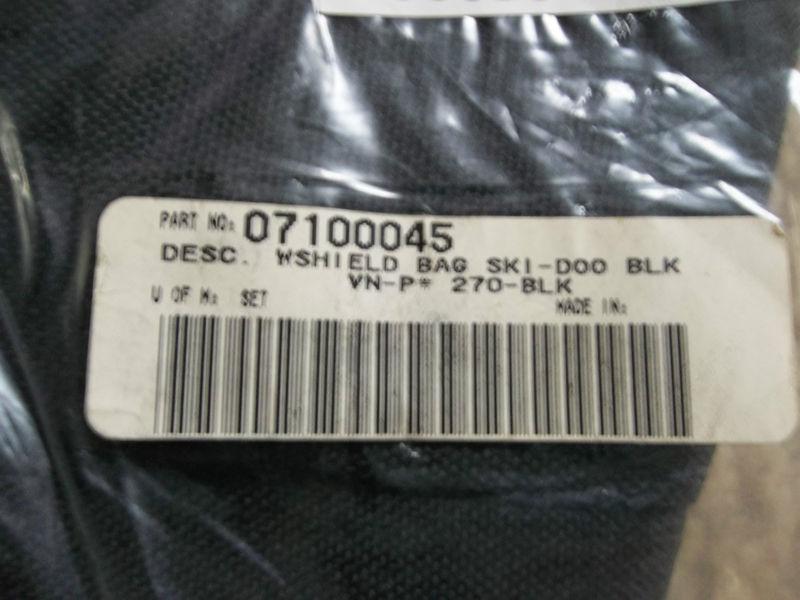 PART NO: 07100045
DESC. WSHIELD BAG SKI-DOO BLK
VN-P* 270-BLK
U OF M: SET MADE IN: